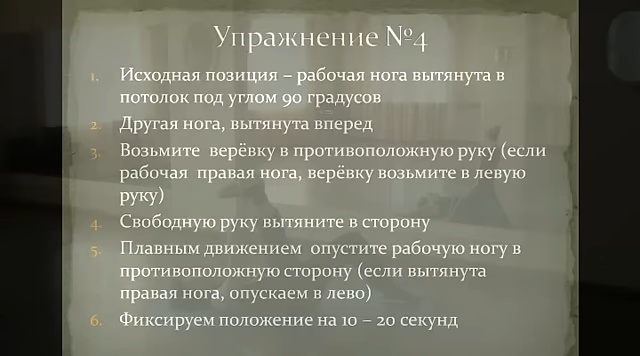 Упражнение №4
1. Исходная позиция – рабочая нога вытянута в
потолок под углом 90 градусов
2. Другая нога, вытянута вперед
3. Возьмите верёвку в противоположную руку (если
рабочая правая нога, верёвку возьмите в левую
руку)
4. Свободную руку вытяните в сторону
5. Плавным движением опустите рабочую ногу в
противоположную сторону (если вытянута
правая нога, опускаем в лево)
6. Фиксируем положение на 10 – 20 секунд